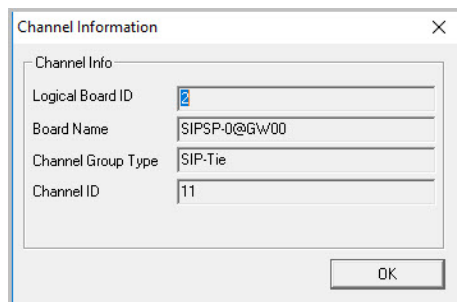 Channel Information
Channel Info
Logical Board ID 2
Board Name SIPSP-0@GW00
Channel Group Type SIP-Tie
Channel ID 11
OK